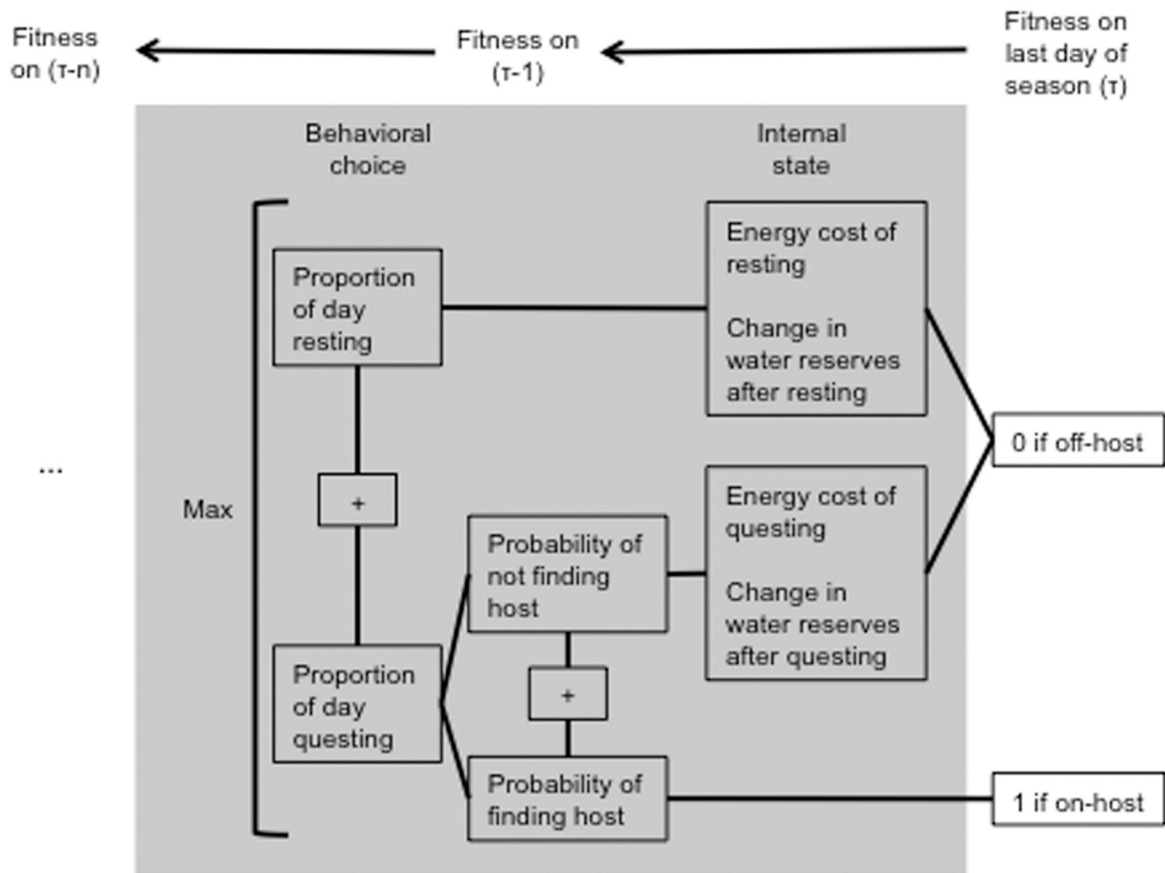 Fitness
on (τ-n)
Fitness on
(τ-1)
Fitness on
last day of
season (τ)
Behavioral
choice
Internal
state
Proportion
of day
resting
Energy cost of
resting
Change in
water reserves
after resting
0 if off-host
...
Max
+
Probability of
not finding
host
Energy cost of
questing
Change in
water reserves
after questing
Proportion
of day
questing
+
Probability of
finding host
1 if on-host